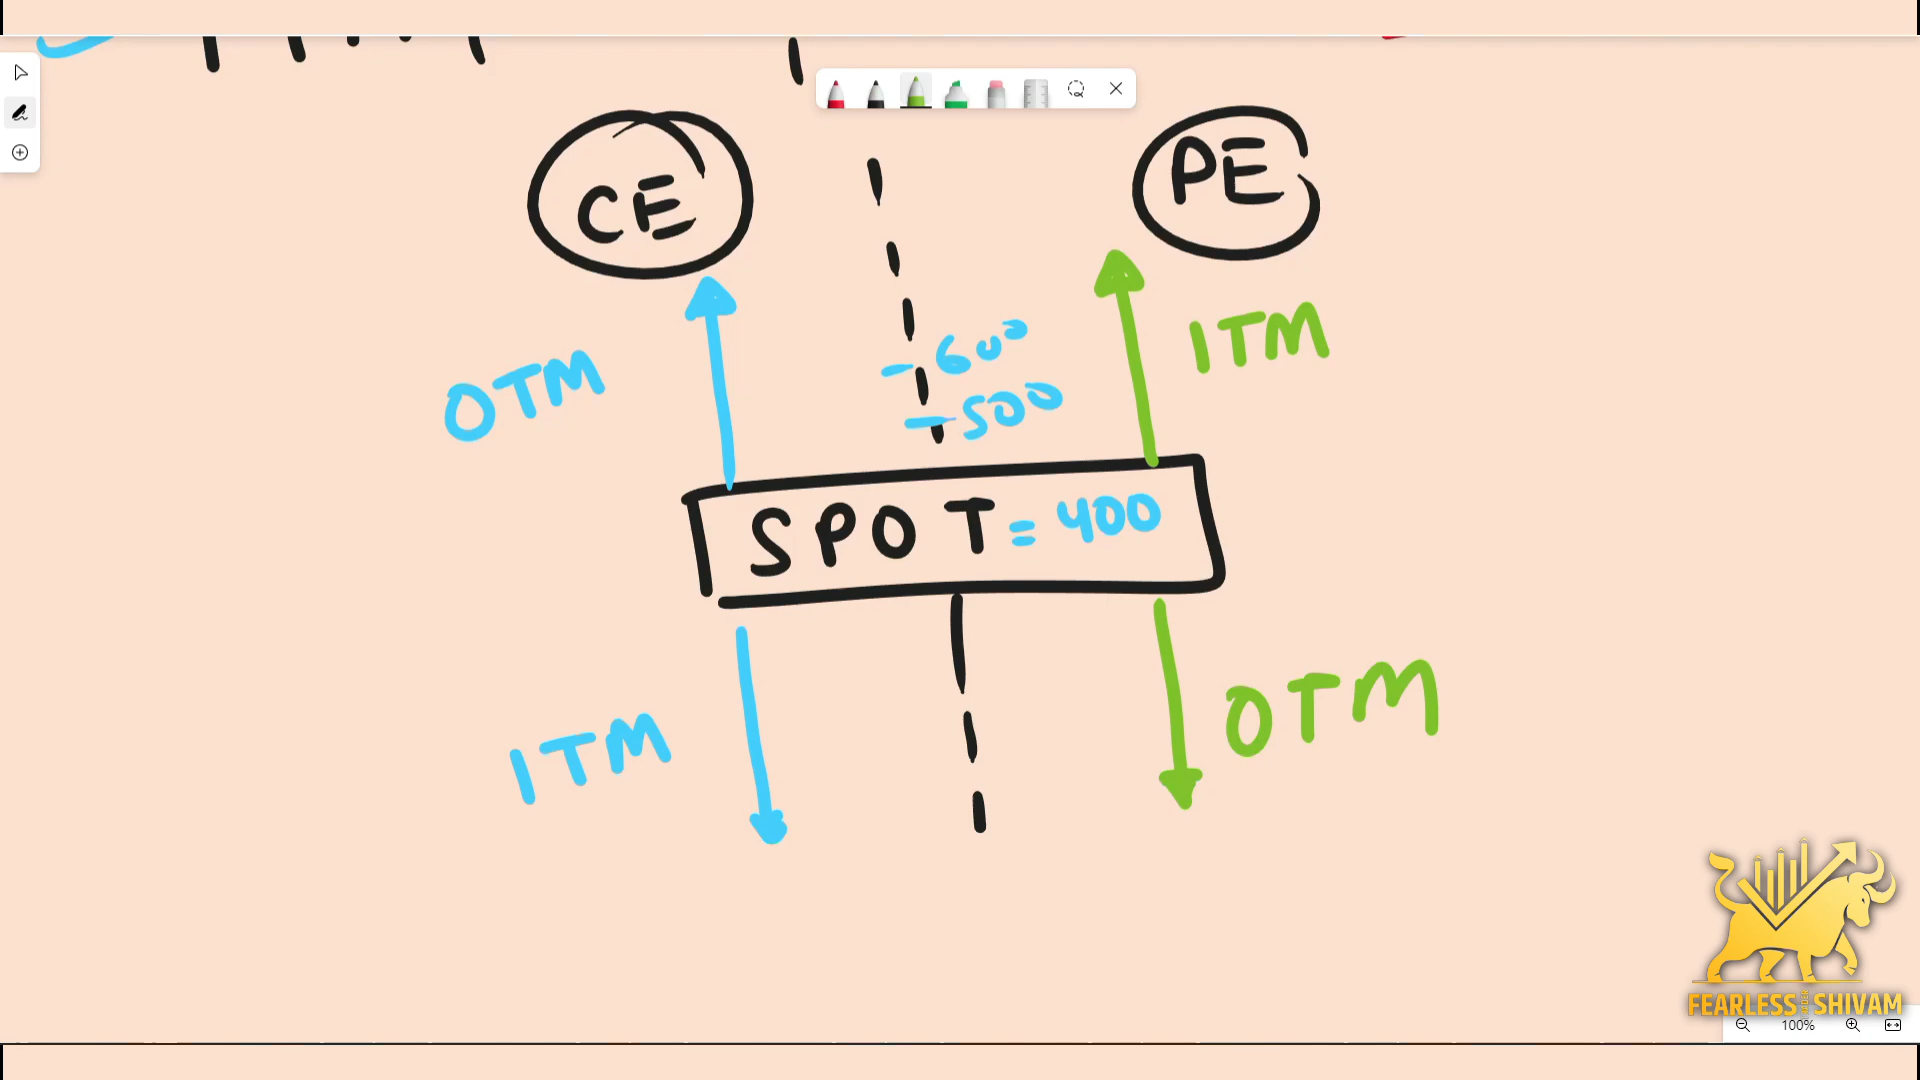 CE
PE
OTM
-600
ITM
-500
SPOT = 400
ITM
OTM
FEARLESS SHIVAM
100%